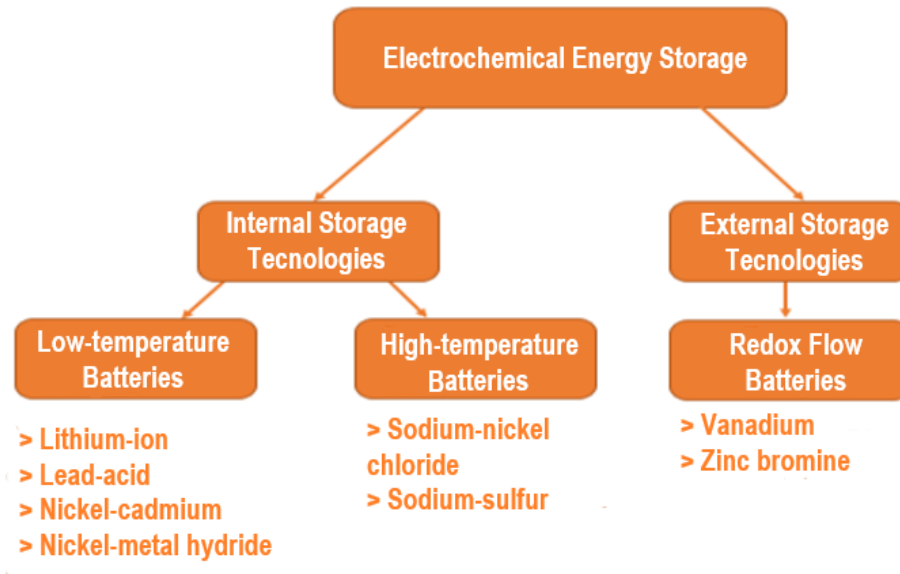 Electrochemical Energy Storage
Internal Storage
Tecnologies
External Storage
Tecnologies
Low-temperature
Batteries
High-temperature
Batteries
Redox Flow
Batteries
> Lithium-ion
> Lead-acid
> Nickel-cadmium
> Nickel-metal hydride
> Sodium-nickel
chloride
> Sodium-sulfur
> Vanadium
> Zinc bromine